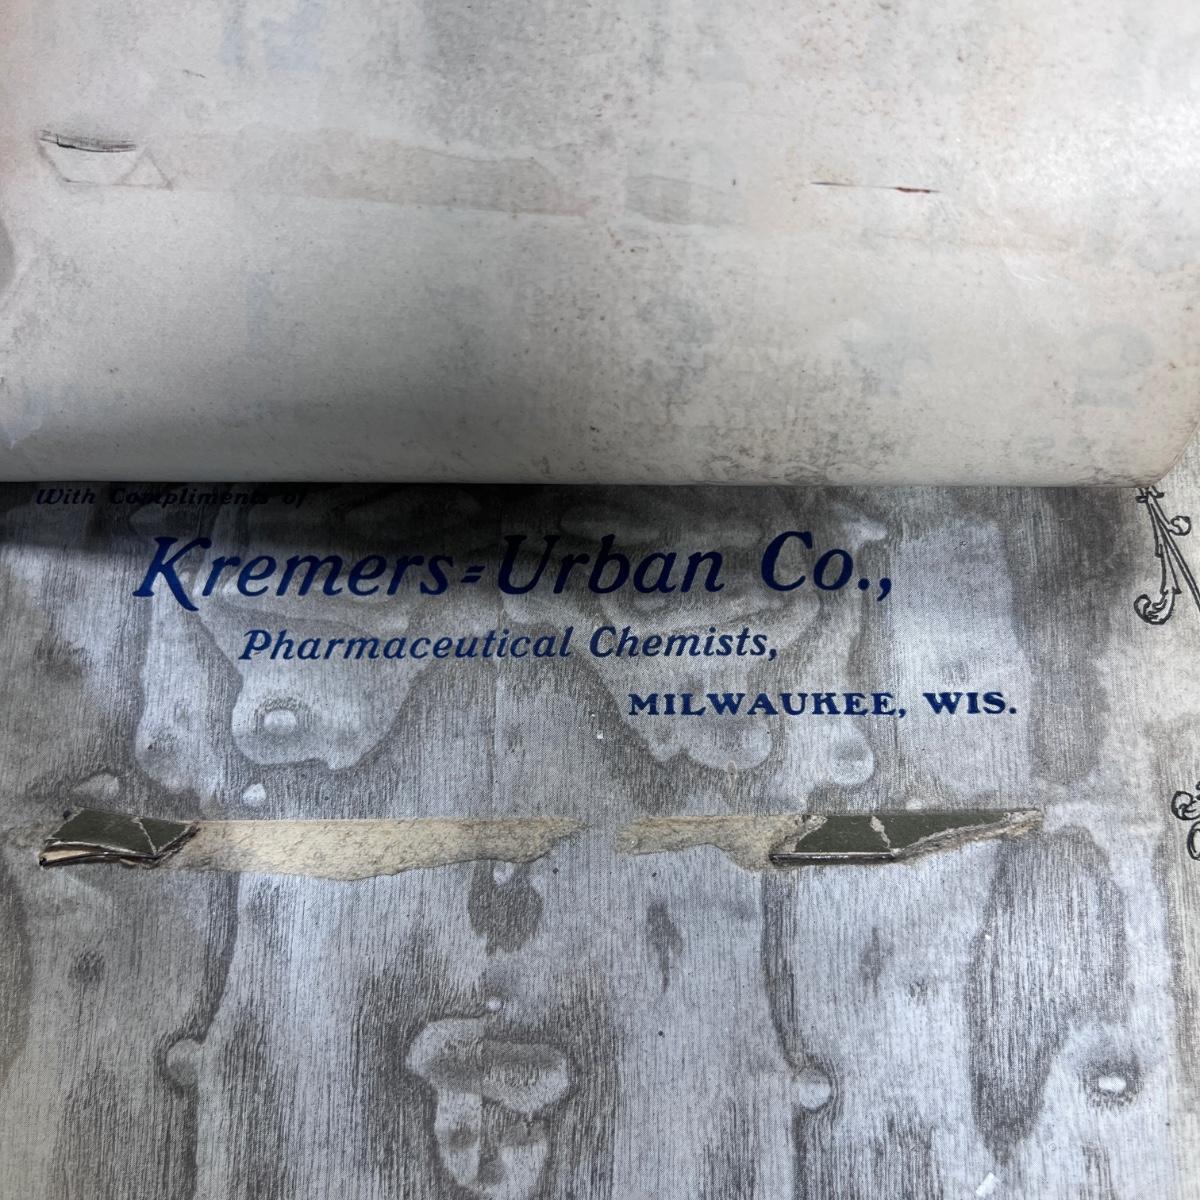 With Compliments of
Kremers=Urban Co.,
Pharmaceutical Chemists,
MILWAUKEE, WIS.